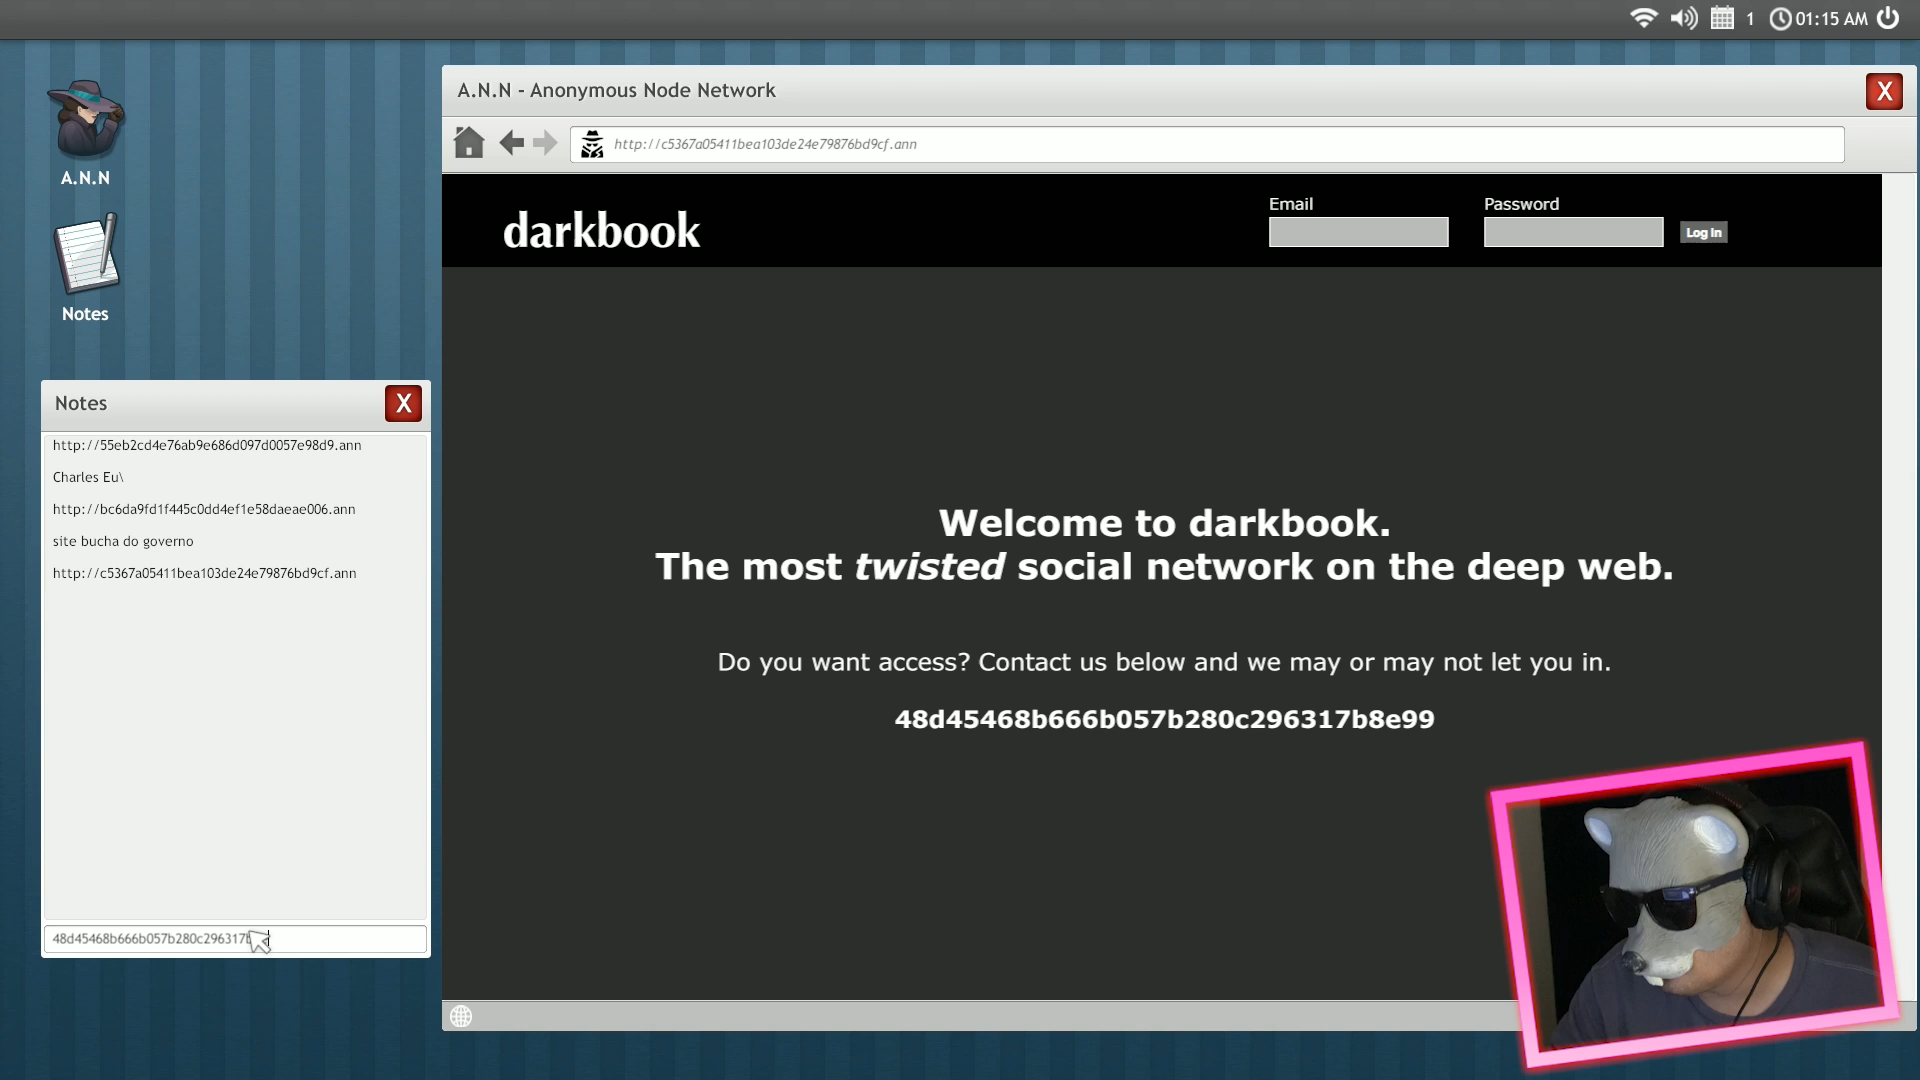 1
01:15 AM
A.N.N
Notes
Notes
X
http://55eb2cd4e76ab9e686d097d0057e98d9.ann
Charles Eu\
http://bc6da9fd1f445c0dd4ef1e58daeae006.ann
site bucha do governo
http://c5367a05411bea103de24e79876bd9cf.ann
48d45468b666b057b280c296317b
A.N.N - Anonymous Node Network
X
http://c5367a05411bea103de24e79876bd9cf.ann
darkbook
Email
Password
Log In
Welcome to darkbook.
The most twisted social network on the deep web.
Do you want access? Contact us below and we may or may not let you in.
48d45468b666b057b280c296317b8e99